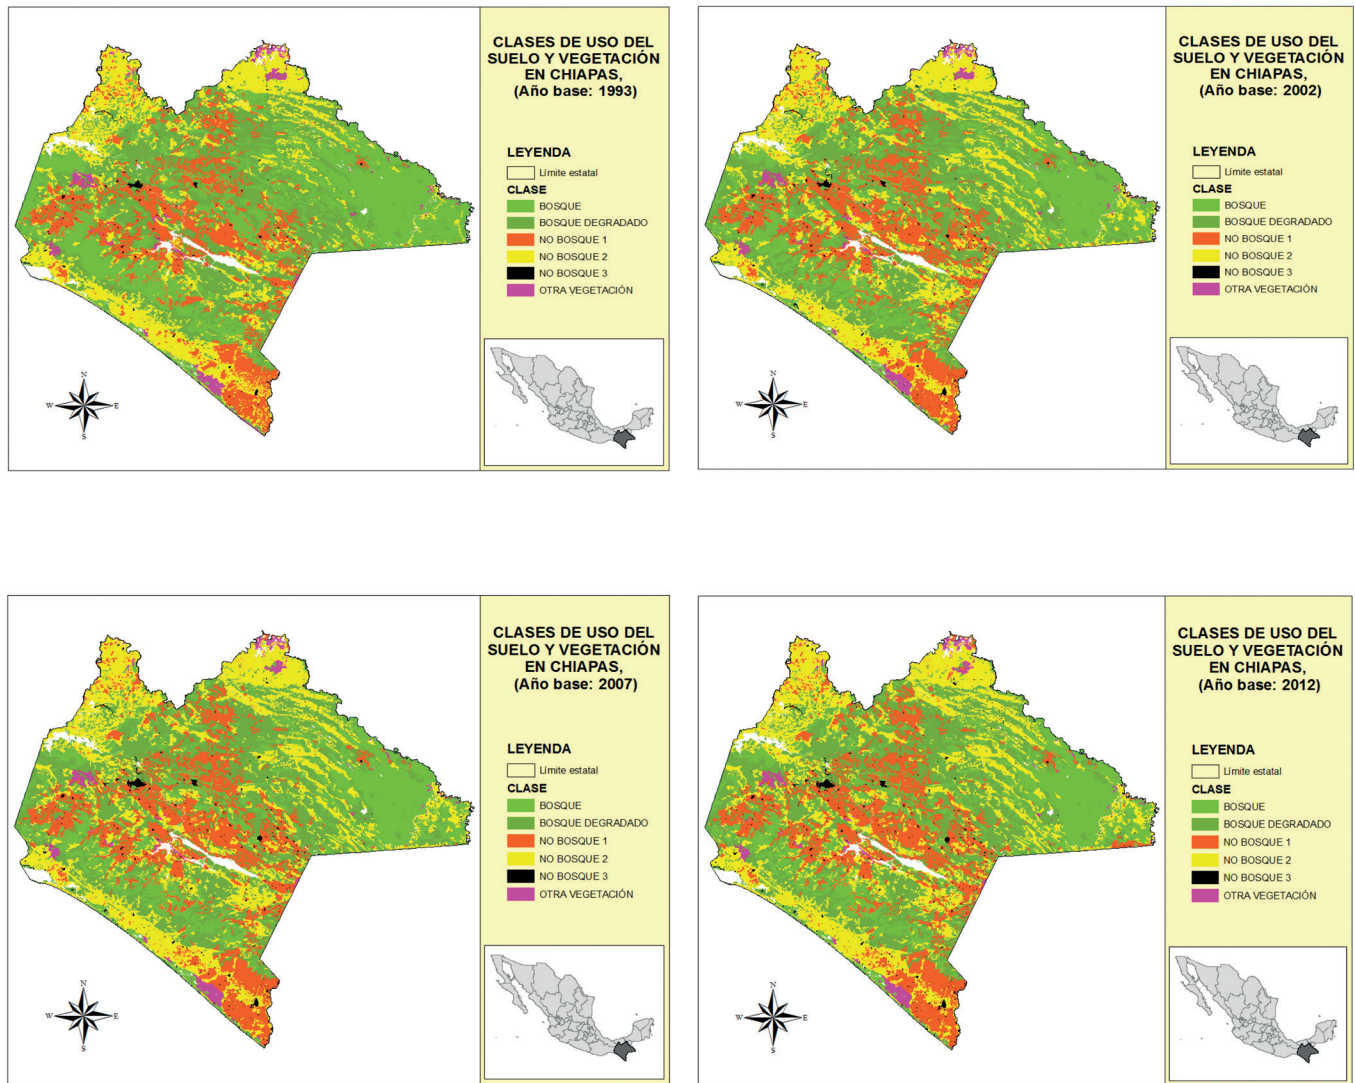 CLASES DE USO DEL
SUELO Y VEGETACIÓN
EN CHIAPAS,
(Año base: 1993)
LEYENDA
Límite estatal
CLASE
BOSQUE
BOSQUE DEGRADADO
NO BOSQUE 1
NO BOSQUE 2
NO BOSQUE 3
OTRA VEGETACIÓN
N
W
E
S
CLASES DE USO DEL
SUELO Y VEGETACIÓN
EN CHIAPAS,
(Año base: 2002)
LEYENDA
Límite estatal
CLASE
BOSQUE
BOSQUE DEGRADADO
NO BOSQUE 1
NO BOSQUE 2
NO BOSQUE 3
OTRA VEGETACIÓN
N
W
E
S
CLASES DE USO DEL
SUELO Y VEGETACIÓN
EN CHIAPAS,
(Año base: 2007)
LEYENDA
Límite estatal
CLASE
BOSQUE
BOSQUE DEGRADADO
NO BOSQUE 1
NO BOSQUE 2
NO BOSQUE 3
OTRA VEGETACIÓN
N
W
E
S
CLASES DE USO DEL
SUELO Y VEGETACIÓN
EN CHIAPAS,
(Año base: 2012)
LEYENDA
Límite estatal
CLASE
BOSQUE
BOSQUE DEGRADADO
NO BOSQUE 1
NO BOSQUE 2
NO BOSQUE 3
OTRA VEGETACIÓN
N
W
E
S